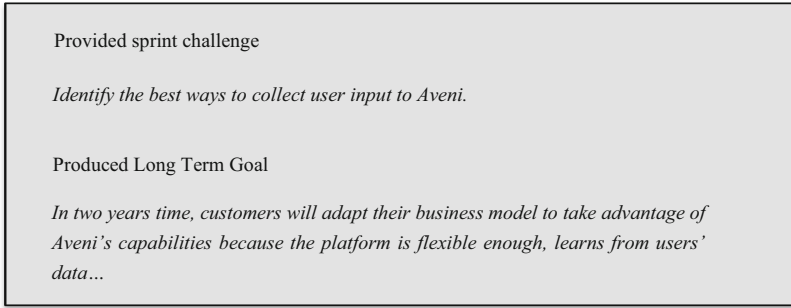 Provided sprint challenge
Identify the best ways to collect user input to Aveni.
Produced Long Term Goal
In two years time, customers will adapt their business model to take advantage of
Aveni’s capabilities because the platform is flexible enough, learns from users’
data…